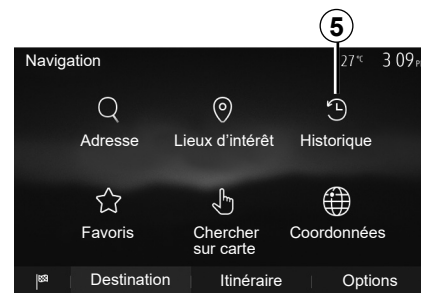 5
Navigation 27 °C 3 09
Adresse Lieux d'intérêt Historique
Favoris Chercher sur carte Coordonnées
Destination Itinéraire Options